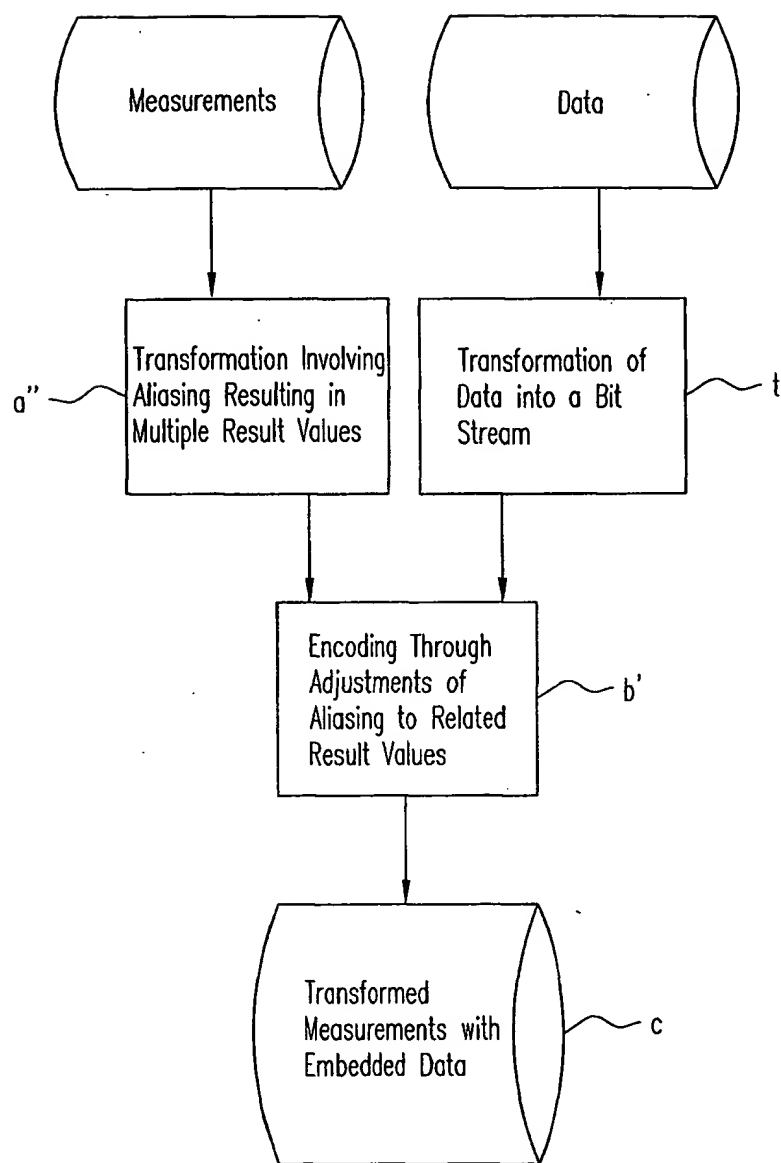 Measurements
Data
Transformation Involving
Aliasing Resulting in
Multiple Result Values
a''
Transformation of
Data into a Bit
Stream
t
Encoding Through
Adjustments of
Aliasing to Related
Result Values
b'
Transformed
Measurements with
Embedded Data
c